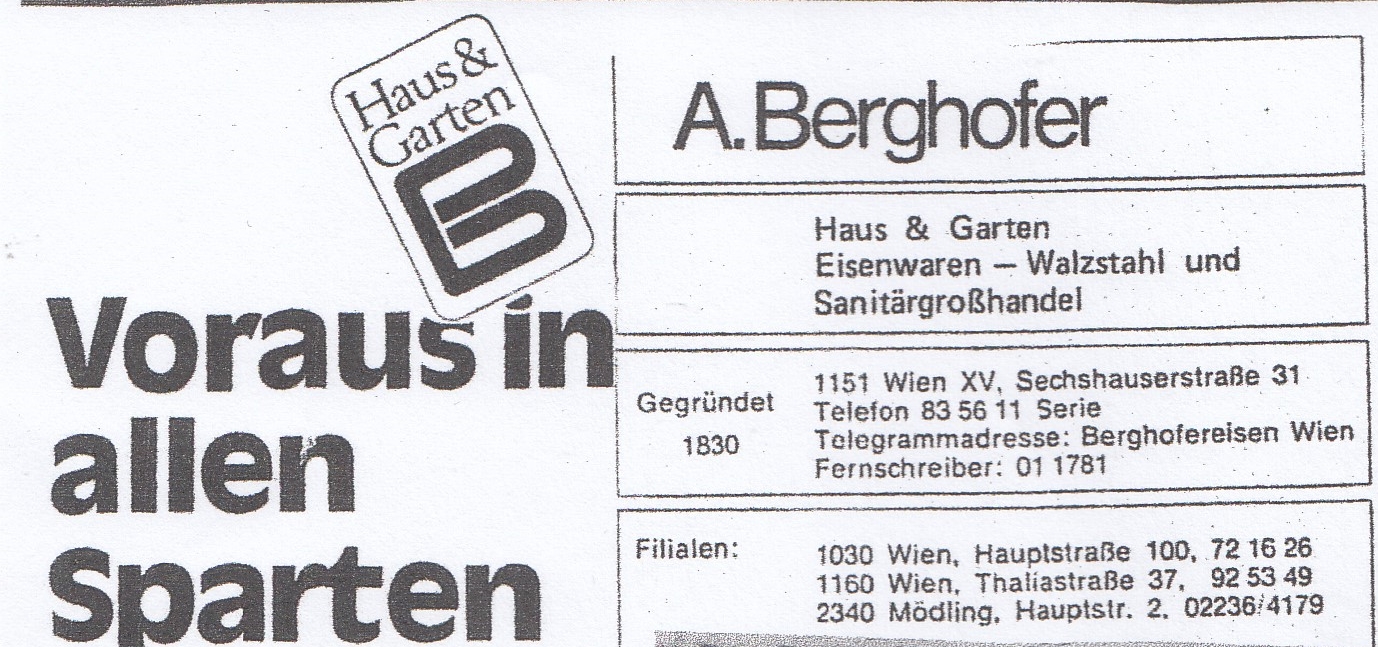 Haus &
Garten
B
Voraus in
allen
Sparten
A. Berghofer
Haus & Garten
Eisenwaren – Walzstahl und
Sanitärgroßhandel
Gegründet
1830
1151 Wien XV, Sechshauserstraße 31
Telefon 83 56 11 Serie
Telegrammadresse: Berghofereisen Wien
Fernschreiber: 01 1781
Filialen:
1030 Wien, Hauptstraße 100, 72 16 26
1160 Wien, Thaliastraße 37, 92 53 49
2340 Mödling, Hauptstr. 2, 02236/4179